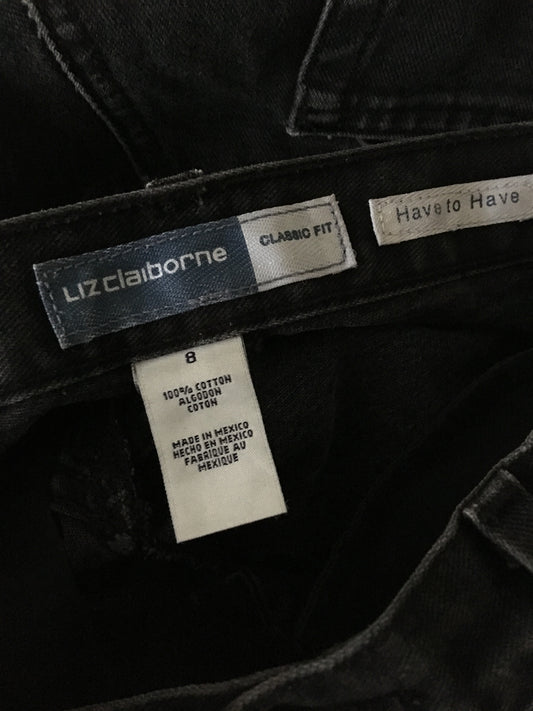 Liz claiborne
CLASSIC FIT
Have to Have
8
100% COTTON
ALGODON
COTON
MADE IN MEXICO
HECHO EN MEXICO
FABRIQUE AU
MEXIQUE